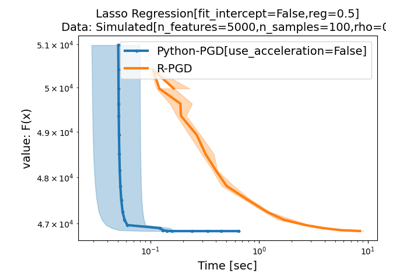 Lasso Regression[fit_intercept=False,reg=0.5]
Data: Simulated[n_features=5000,n_samples=100,rho=0
Python-PGD[use_acceleration=False]
R-PGD
5.1 × 10⁴
5 × 10⁴
4.9 × 10⁴
4.8 × 10⁴
4.7 × 10⁴
value: F(x)
10⁻¹ 10⁰ 10¹
Time [sec]